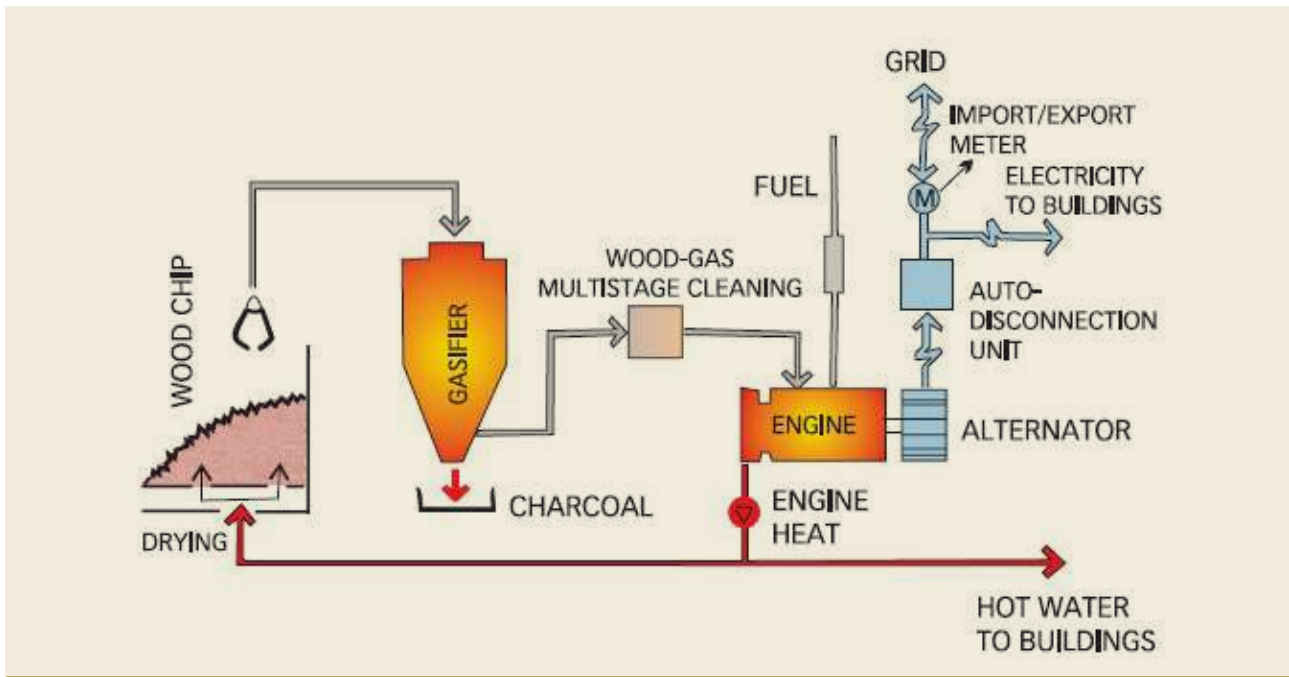 GRID
IMPORT/EXPORT
METER
FUEL
ELECTRICITY
TO BUILDINGS
M
WOOD CHIP
WOOD-GAS
MULTISTAGE CLEANING
GASIFIER
AUTO-
DISCONNECTION
UNIT
ENGINE
ALTERNATOR
CHARCOAL
ENGINE
HEAT
DRYING
HOT WATER
TO BUILDINGS